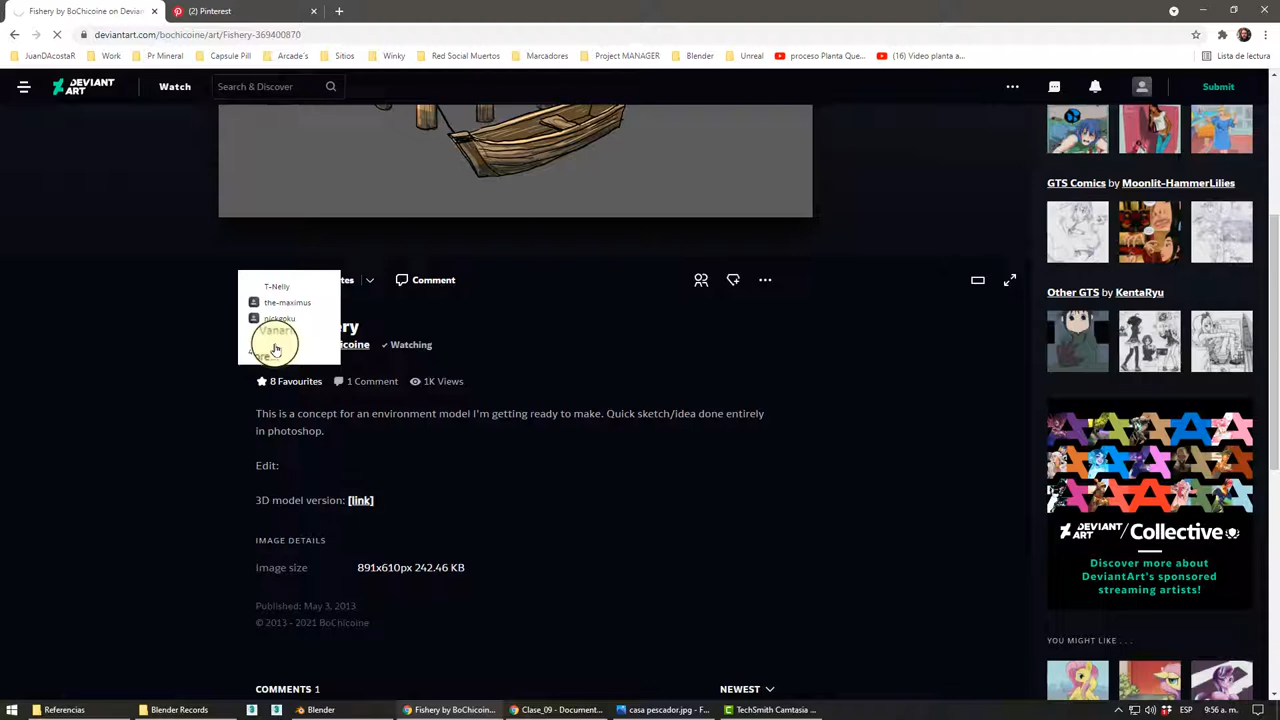 Fishery by BoChicoine on Deviant
(2) Pinterest
deviantart.com/bochicoine/art/Fishery-369400870
JuanDAcostaR
Work
Pr Mineral
Capsule Pill
Arcade´s
Sitios
Winky
Red Social Muertos
Marcadores
Project MANAGER
Blender
Unreal
proceso Planta Que...
(16) Video planta a...
Lista de lectura
DEVIANT ART
Watch
Search & Discover
Submit
GTS Comics by Moonlit-HammerLilies
Other GTS by KentaRyu
Comment
T-Nelly
the-maximus
nickgoku
Watching
8 Favourites
1 Comment
1K Views
This is a concept for an environment model I'm getting ready to make. Quick sketch/idea done entirely
in photoshop.
Edit:
3D model version: [link]
IMAGE DETAILS
Image size
891x610px 242.46 KB
Published: May 3, 2013
© 2013 - 2021 BoChicoine
DEVIANT ART / Collective
Discover more about
DeviantArt's sponsored
streaming artists!
YOU MIGHT LIKE . . .
COMMENTS 1
NEWEST
Referencias
Blender Records
Blender
Fishery by BoChicoin...
Clase_09 - Document...
casa pescador.jpg - F...
TechSmith Camtasia ...
ESP
9:56 a. m.